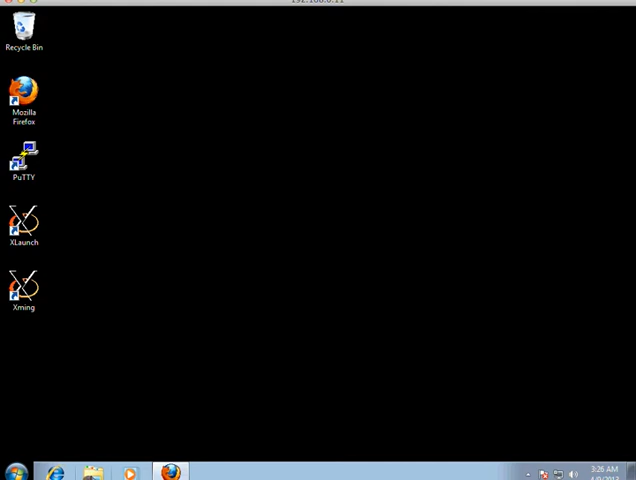 Recycle Bin
Mozilla
Firefox
PuTTY
XLaunch
Xming
3:26 AM